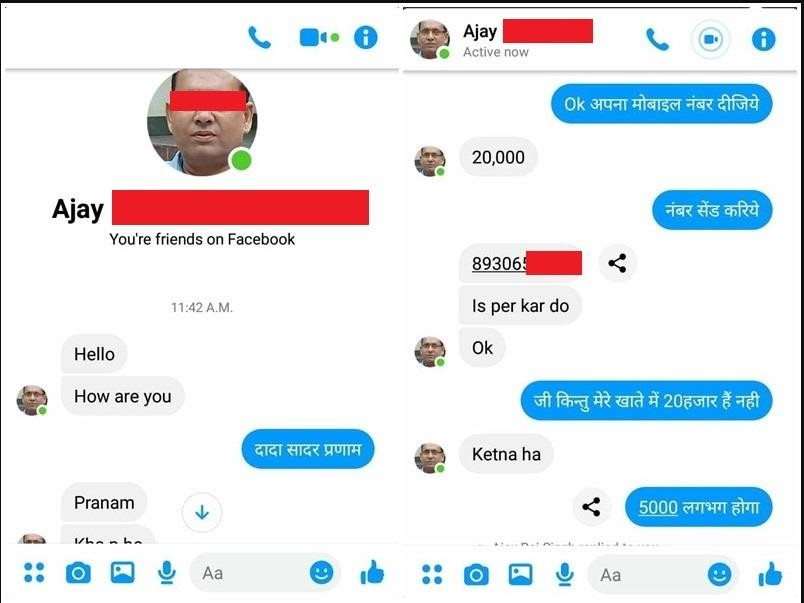 Ajay
You're friends on Facebook
11:42 A.M.
Hello
How are you
दादा सादर प्रणाम
Pranam
Aa
Ajay
Active now
Ok अपना मोबाइल नंबर दीजिये
20,000
नंबर सेंड करिये
893065
Is per kar do
Ok
जी किन्तु मेरे खाते में 20हजार हैं नही
Ketna ha
5000 लगभग होगा
Aa